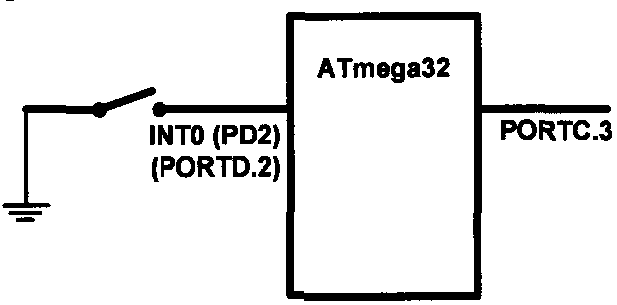 ATmega32
INT0 (PD2)
(PORTD.2)
PORTC.3